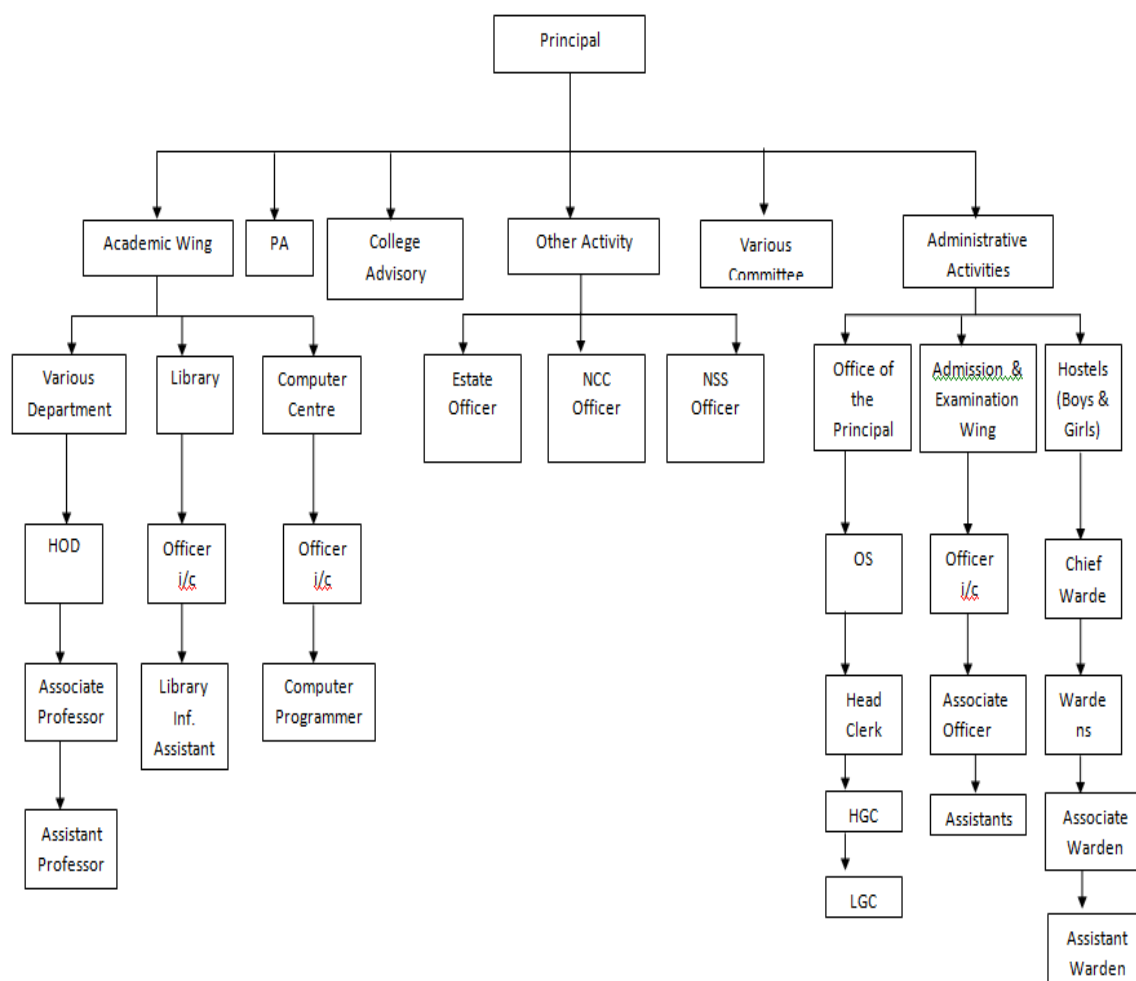 Principal
Academic Wing
PA
College
Advisory
Other Activity
Various
Committee
Administrative
Activities
Various
Department
Library
Computer
Centre
Estate
Officer
NCC
Officer
NSS
Officer
Office of
the
Principal
Admission &
Examination
Wing
Hostels
(Boys &
Girls)
HOD
Officer
i/c
Officer
i/c
OS
Officer
i/c
Chief
Warde
Associate
Professor
Library
Inf.
Assistant
Computer
Programmer
Head
Clerk
Associate
Officer
Warde
ns
Assistant
Professor
HGC
Assistants
Associate
Warden
LGC
Assistant
Warden